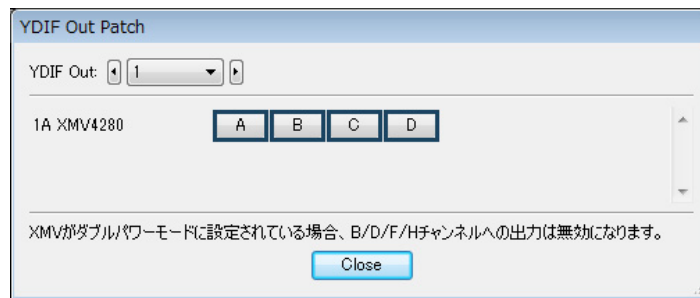 YDIF Out Patch
YDIF Out: 1
1A XMV4280 A B C D
XMVがダブルパワーモードに設定されている場合、B/D/F/Hチャンネルへの出力は無効になります。
Close